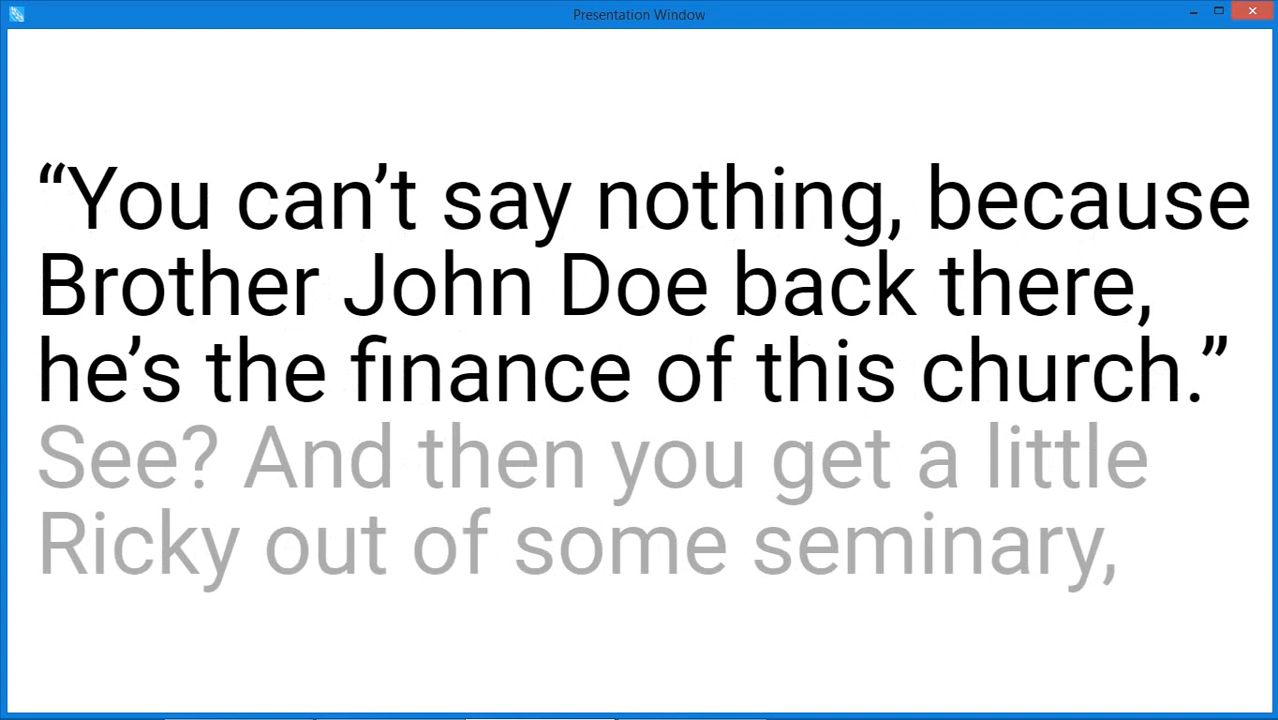 Presentation Window
“You can’t say nothing, because
Brother John Doe back there,
he’s the finance of this church.”
See? And then you get a little
Ricky out of some seminary,